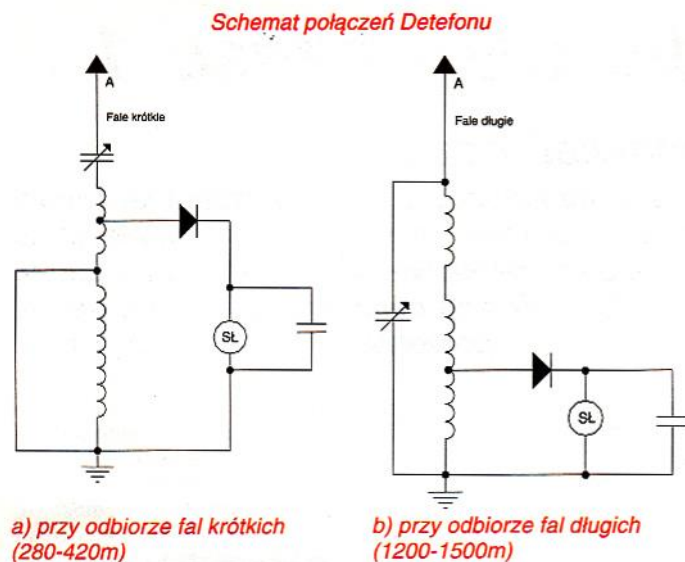 Schemat połączeń Detefonu
A
Fale krótkie
SŁ
a) przy odbiorze fal krótkich
(280-420m)
A
Fale długie
SŁ
b) przy odbiorze fal długich
(1200-1500m)